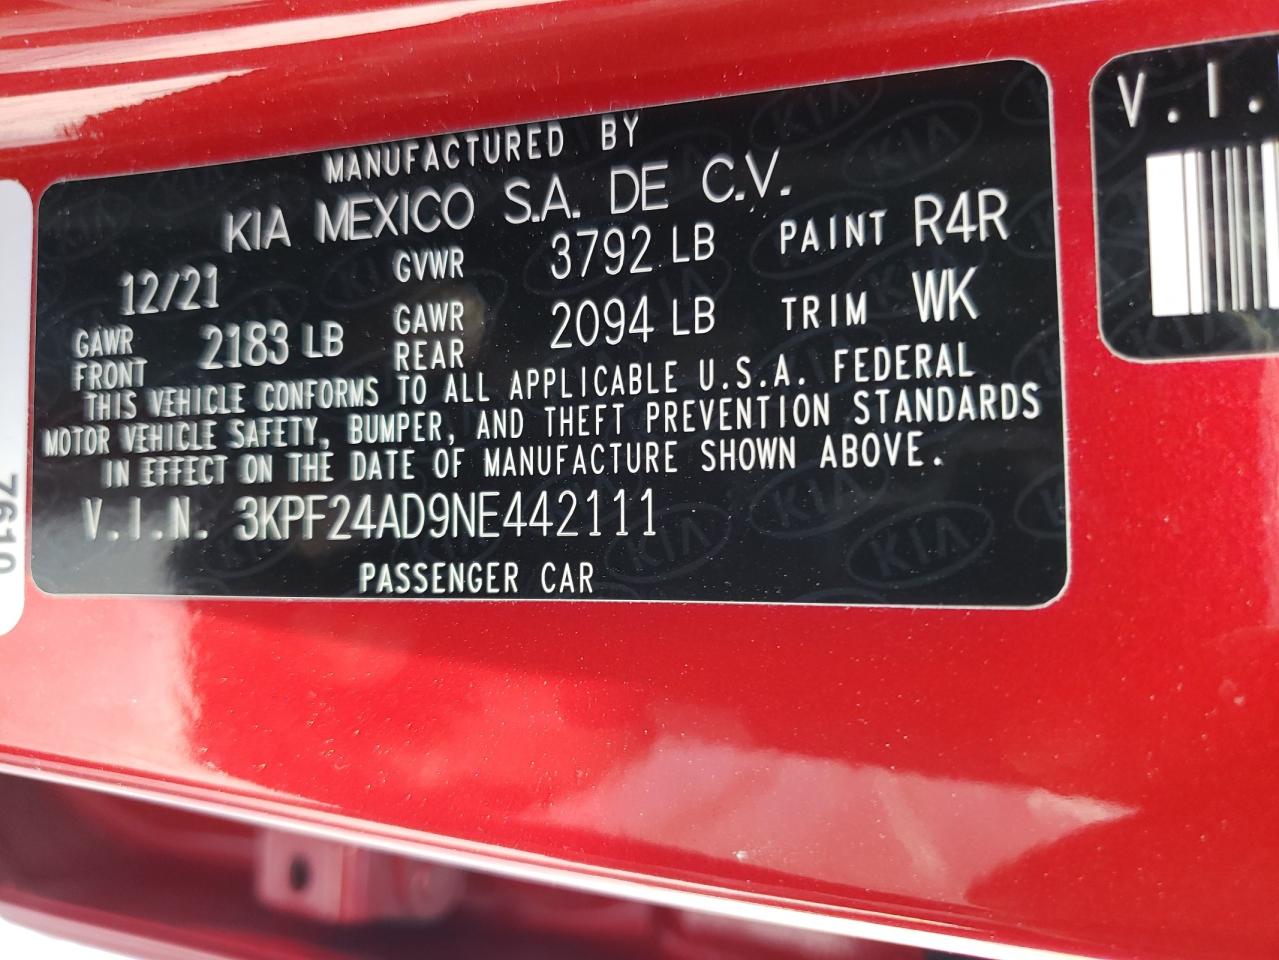 MANUFACTURED BY
KIA MEXICO S.A. DE C.V.
12/21 GVWR 3792 LB PAINT R4R
GAWR FRONT 2183 LB GAWR REAR 2094 LB TRIM WK
THIS VEHICLE CONFORMS TO ALL APPLICABLE U.S.A. FEDERAL
MOTOR VEHICLE SAFETY, BUMPER, AND THEFT PREVENTION STANDARDS
IN EFFECT ON THE DATE OF MANUFACTURE SHOWN ABOVE.
V.I.N. 3KPF24AD9NE442111
PASSENGER CAR
V.I.